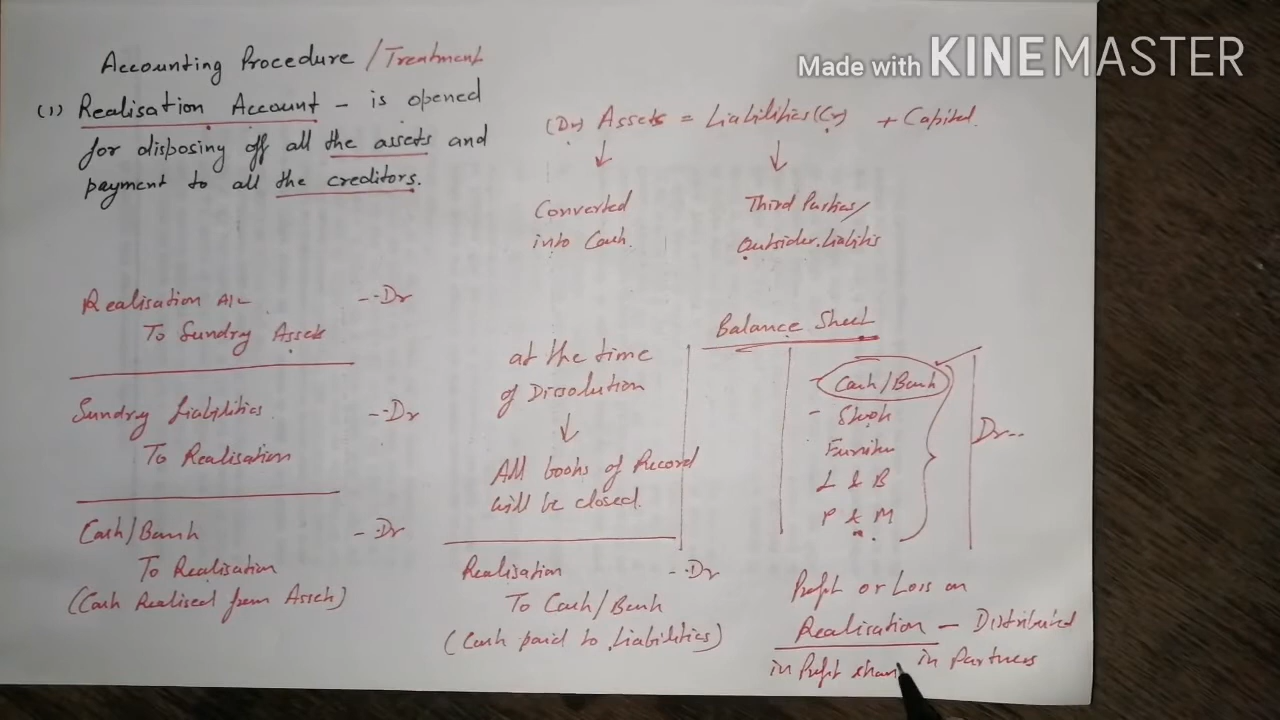 Made with KINEMASTER
Accounting Procedure / Treatment
(1) Realisation Account - is opened
for disposing off all the assets and
payment to all the creditors.
(Dr) Assets = Liabilities (Cr) + Capital.
Converted
into Cash.
Third Parties/
outsider liabilitis
Realisation A/c --Dr
To Sundry Assets
Sundry Liabilities --Dr
To Realisation
Cash/Bank --Dr
To Realisation
(Cash Realised from Assets)
at the time
of Dissolution
All books of Record
will be closed.
Realisation --Dr
To Cash/Bank
(Cash paid to Liabilities)
Balance Sheet
- Cash/Bank
- Stock
Furnitu
L & B
P & M
Dr--
Profit or Loss on
Realisation - Distributed
in Profit shar in Partners